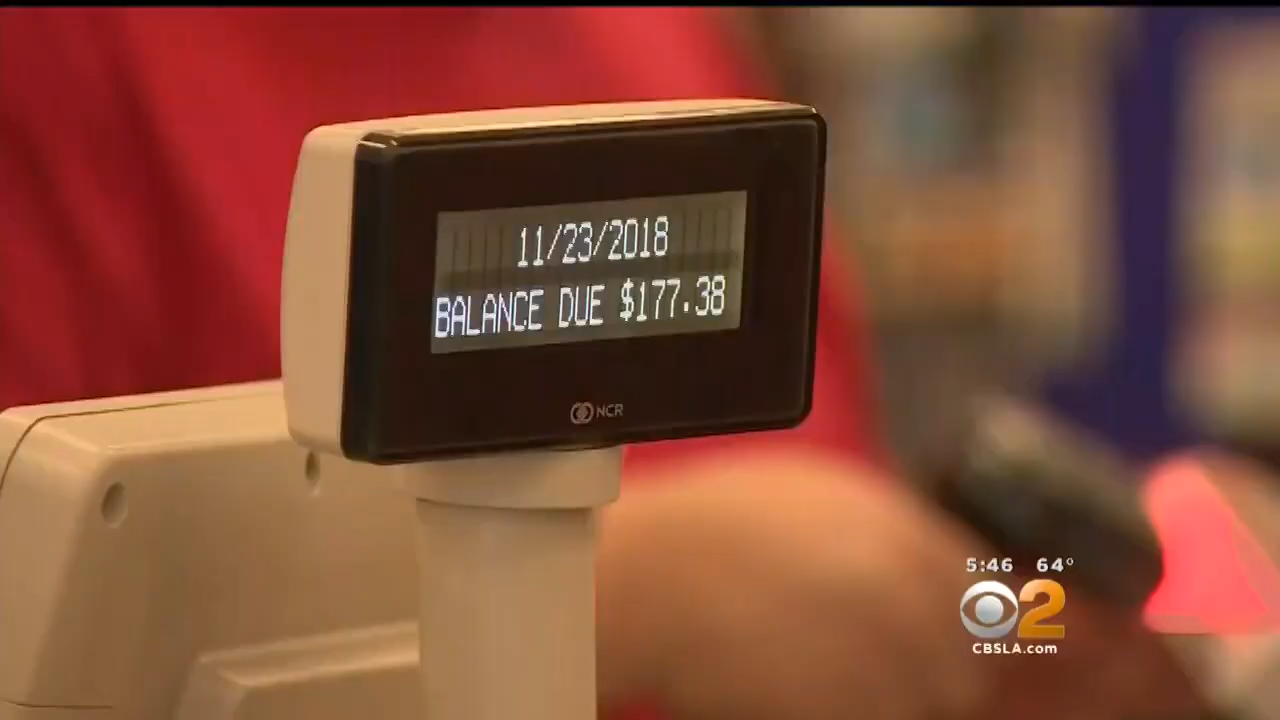 11/23/2018
BALANCE DUE $177.38
NCR
5:46 64°
2
CBSLA.com